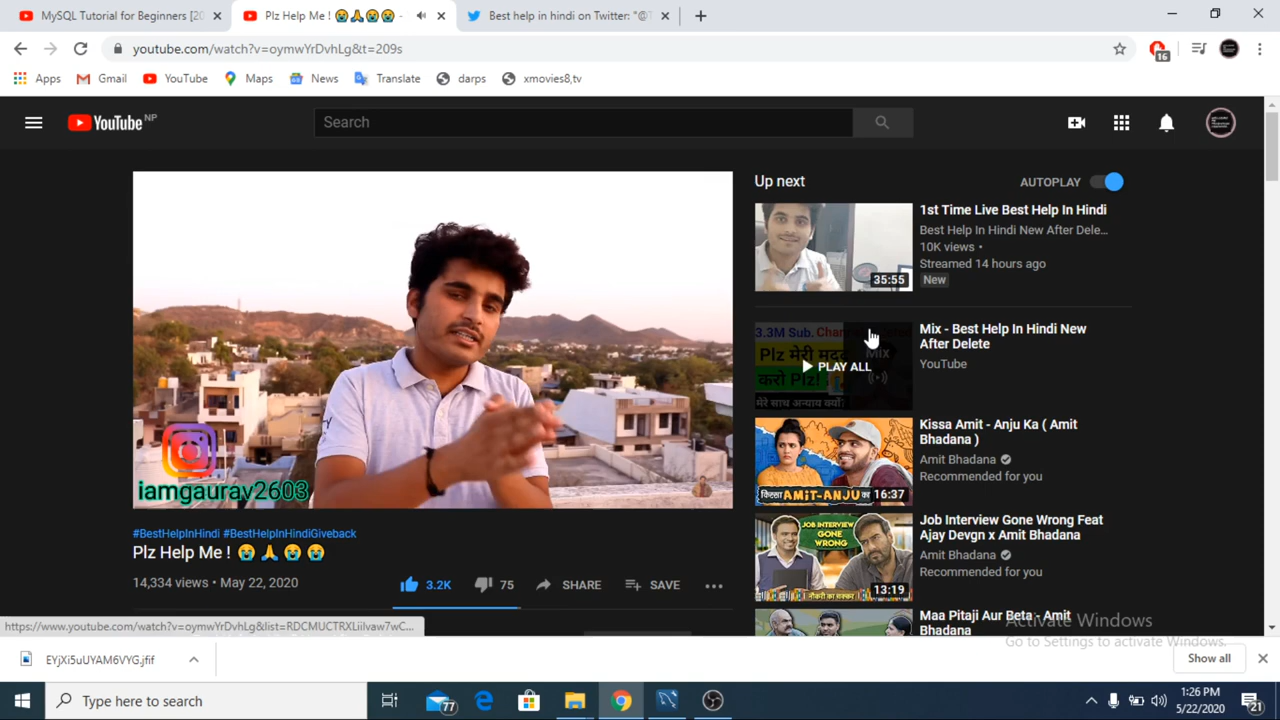 MySQL Tutorial for Beginners [20
Plz Help Me ! 😭🙏😭😭 -
Best help in hindi on Twitter: "@T
youtube.com/watch?v=oymwYrDvhLg&t=209s
16
Apps
Gmail
YouTube
Maps
News
Translate
darps
xmovies8,tv
YouTube NP
Search
Up next
AUTOPLAY
1st Time Live Best Help In Hindi
Best Help In Hindi New After Dele...
10K views •
Streamed 14 hours ago
New
35:55
3.3M Sub. Chan
Plz मेरी मदद
करो Plz!
मेरे साथ अन्याय क्यों
MIX
PLAY ALL
Mix - Best Help In Hindi New
After Delete
YouTube
Kissa Amit - Anju Ka ( Amit
Bhadana )
Amit Bhadana
Recommended for you
किस्सा AMIT-ANJU का
16:37
Job Interview Gone Wrong Feat
Ajay Devgn x Amit Bhadana
Amit Bhadana
Recommended for you
JOB INTERVIEW
GONE
WRONG
नौकरी का सवाल
13:19
Maa Pitaji Aur Beta - Amit
Bhadana
iamgaurav2603
#BestHelpInHindi #BestHelpInHindiGiveback
Plz Help Me ! 😭🙏😭😭
14,334 views • May 22, 2020
3.2K
75
SHARE
SAVE
Activate Windows
Go to Settings to activate Windows.
https://www.youtube.com/watch?v=oymwYrDvhLg&list=RDCMUCTRXLiilvaw7wC...
EYjXi5uUYAM6VYG.jfif
Show all
Type here to search
77
1:26 PM
5/22/2020
21